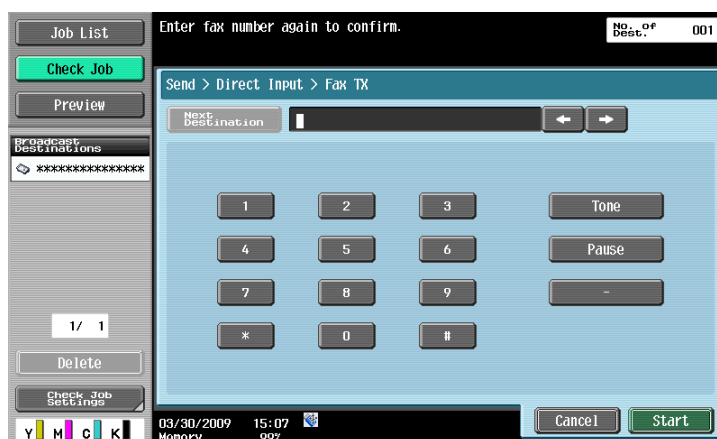 Job List
Enter fax number again to confirm.
No. of
Dest.
001
Check Job
Send > Direct Input > Fax TX
Preview
Next
Destination
Broadcast
Destinations
***************
1 2 3 Tone
4 5 6 Pause
7 8 9 -
* 0 #
1/ 1
Delete
Check Job
Settings
Cancel Start
Y M C K
03/30/2009 15:07
Memory 99%